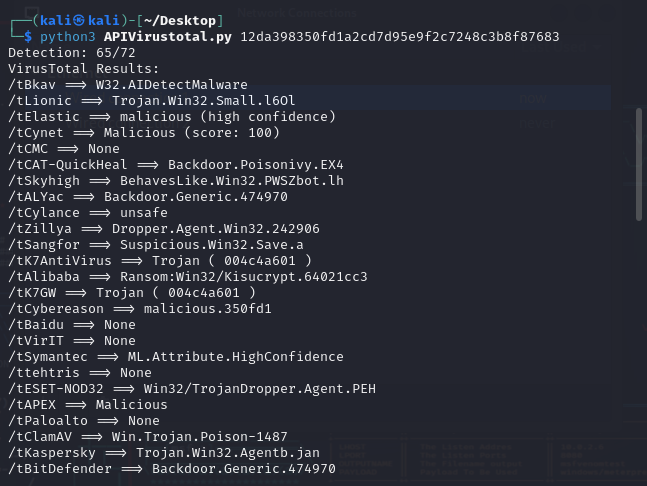 ┌──(kali㉿kali)-[~/Desktop]
└─$ python3 APIVirustotal.py 12da398350fd1a2cd7d95e9f2c7248c3b8f87683
Detection: 65/72
VirusTotal Results:
/tBkav ==> W32.AIDetectMalware
/tLionic ==> Trojan.Win32.Small.l6Ol
/tElastic ==> malicious (high confidence)
/tCynet ==> Malicious (score: 100)
/tCMC ==> None
/tCAT-QuickHeal ==> Backdoor.Poisonivy.EX4
/tSkyhigh ==> BehavesLike.Win32.PWSZbot.lh
/tALYac ==> Backdoor.Generic.474970
/tCylance ==> unsafe
/tZillya ==> Dropper.Agent.Win32.242906
/tSangfor ==> Suspicious.Win32.Save.a
/tK7AntiVirus ==> Trojan ( 004c4a601 )
/tAlibaba ==> Ransom:Win32/Kisucrypt.64021cc3
/tK7GW ==> Trojan ( 004c4a601 )
/tCybereason ==> malicious.350fd1
/tBaidu ==> None
/tVirIT ==> None
/tSymantec ==> ML.Attribute.HighConfidence
/ttehtris ==> None
/tESET-NOD32 ==> Win32/TrojanDropper.Agent.PEH
/tAPEX ==> Malicious
/tPaloalto ==> None
/tClamAV ==> Win.Trojan.Poison-1487
/tKaspersky ==> Trojan.Win32.Agentb.jan
/tBitDefender ==> Backdoor.Generic.474970